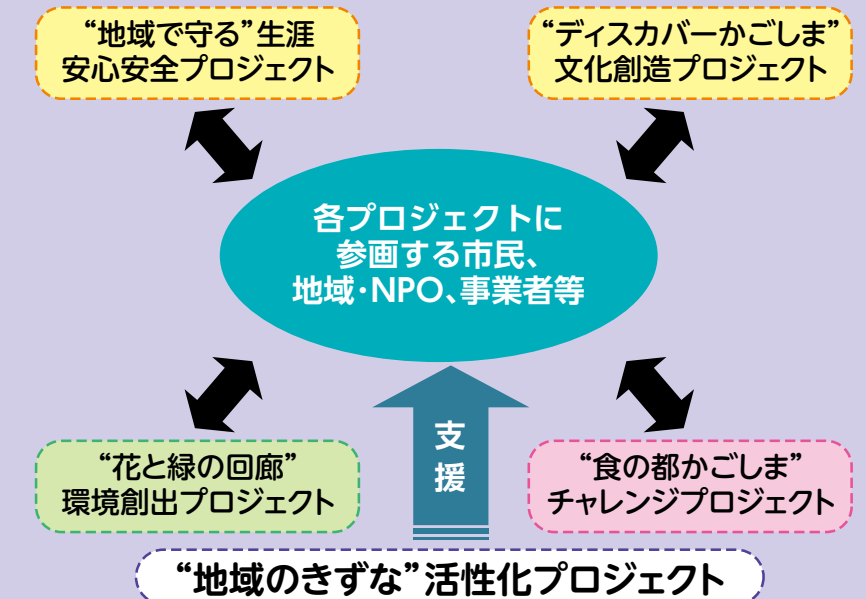 “地域で守る”生涯
安心安全プロジェクト
“ディスカバーかごしま”
文化創造プロジェクト
各プロジェクトに
参画する市民、
地域・NPO、事業者等
“花と緑の回廊”
環境創出プロジェクト
支
援
“食の都かごしま”
チャレンジプロジェクト
“地域のきずな”活性化プロジェクト